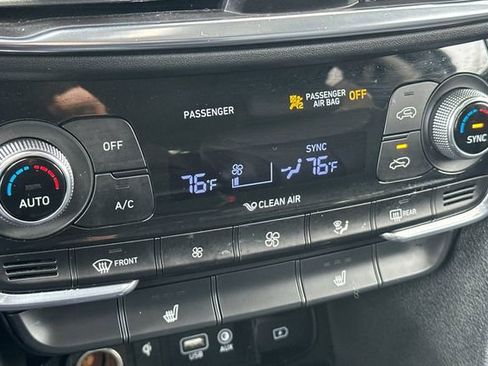 PASSENGER
PASSENGER AIR BAG OFF
OFF
SYNC
SYNC
76°F
76°F
AUTO
A/C
CLEAN AIR
FRONT
REAR
USB
AUX